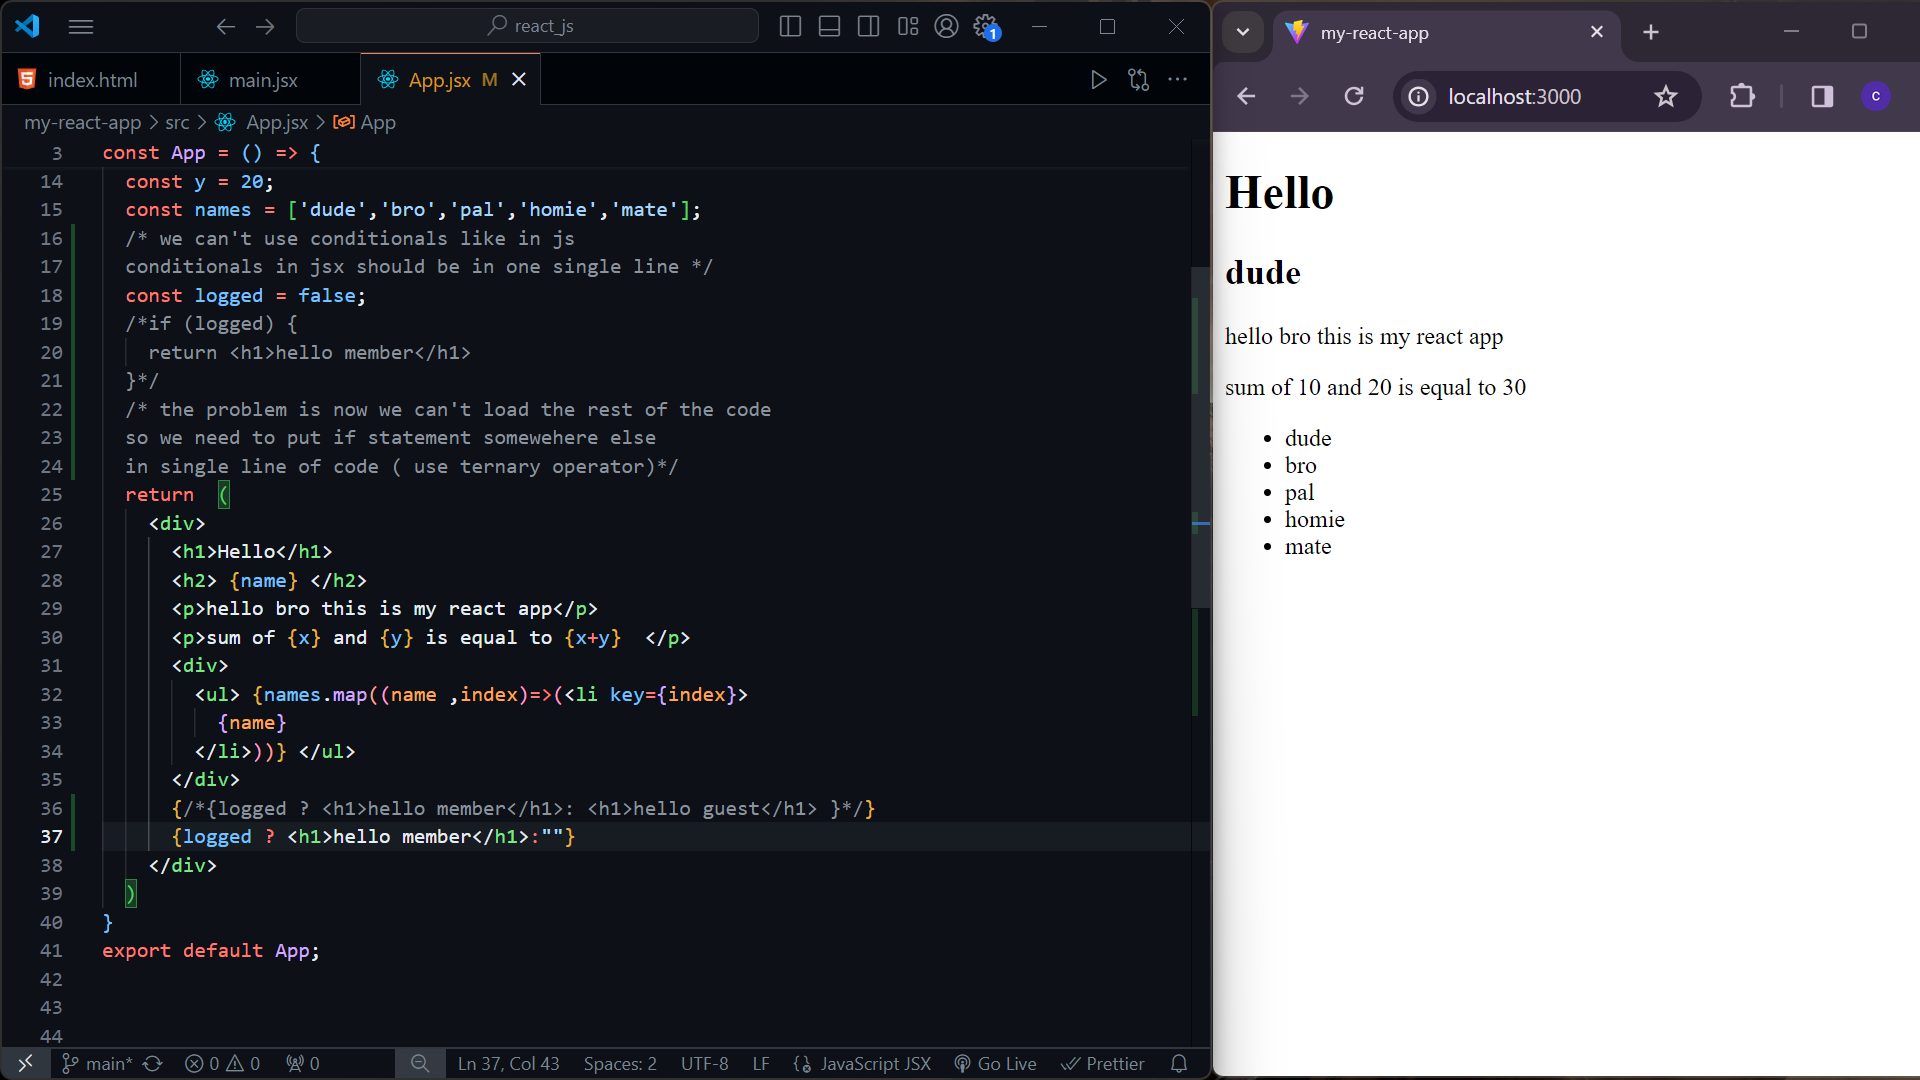 react_js
1
index.html
main.jsx
App.jsx M
my-react-app > src > App.jsx > App
3 const App = () => {
14 const y = 20;
15 const names = ['dude','bro','pal','homie','mate'];
16 /* we can't use conditionals like in js
17 conditionals in jsx should be in one single line */
18 const logged = false;
19 /*if (logged) {
20 return <h1>hello member</h1>
21 }*/
22 /* the problem is now we can't load the rest of the code
23 so we need to put if statement somewehere else
24 in single line of code ( use ternary operator)*/
25 return  (
26 <div>
27 <h1>Hello</h1>
28 <h2> {name} </h2>
29 <p>hello bro this is my react app</p>
30 <p>sum of {x} and {y} is equal to {x+y}  </p>
31 <div>
32 <ul> {names.map((name ,index)=>(<li key={index}>
33 {name}
34 </li>))} </ul>
35 </div>
36 {/*{logged ? <h1>hello member</h1>: <h1>hello guest</h1> }*/}
37 {logged ? <h1>hello member</h1>:""}
38 </div>
39 )
40 }
41 export default App;
42
43
44
main* 0 0 0 Ln 37, Col 43 Spaces: 2 UTF-8 LF JavaScript JSX Go Live Prettier
my-react-app
localhost:3000
C
Hello
dude
hello bro this is my react app
sum of 10 and 20 is equal to 30
• dude
• bro
• pal
• homie
• mate